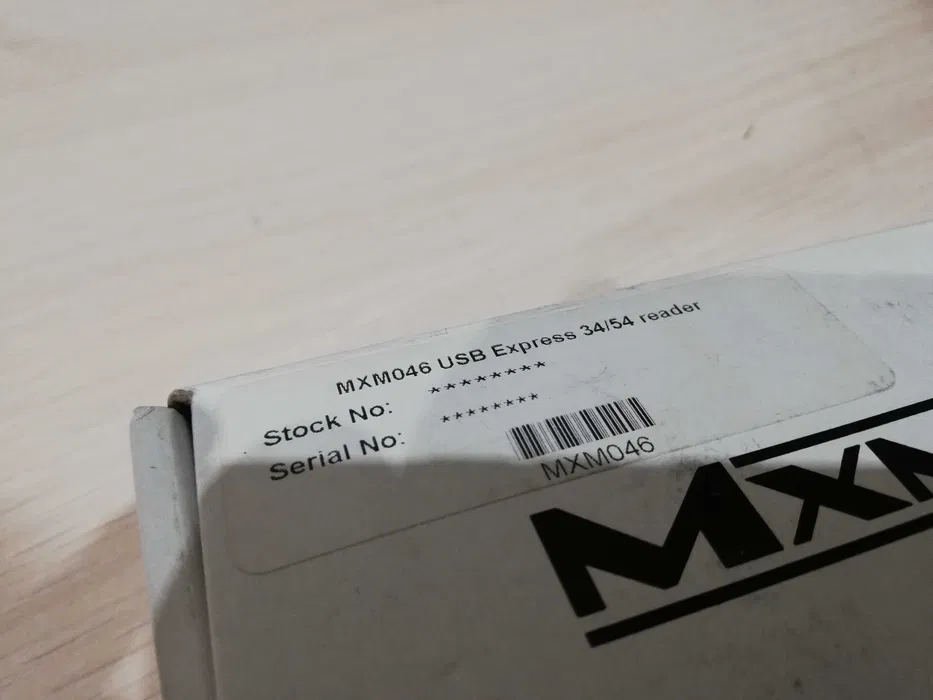 MXM046 USB Express 34/54 reader
Stock No: ********
Serial No: ********
MXM046
MXM